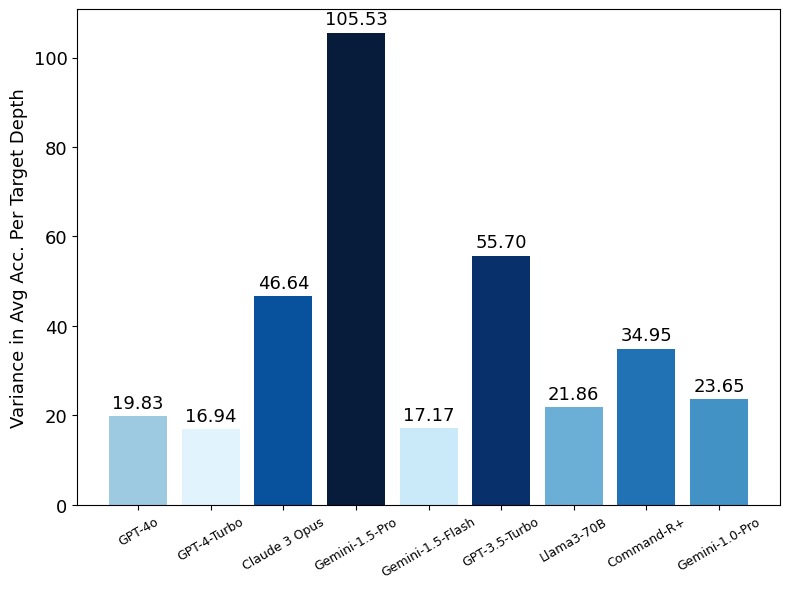 Variance in Avg Acc. Per Target Depth
100
80
60
40
20
0
19.83
16.94
46.64
105.53
17.17
55.70
21.86
34.95
23.65
GPT-4o
GPT-4-Turbo
Claude 3 Opus
Gemini-1.5-Pro
Gemini-1.5-Flash
GPT-3.5-Turbo
Llama3-70B
Command-R+
Gemini-1.0-Pro